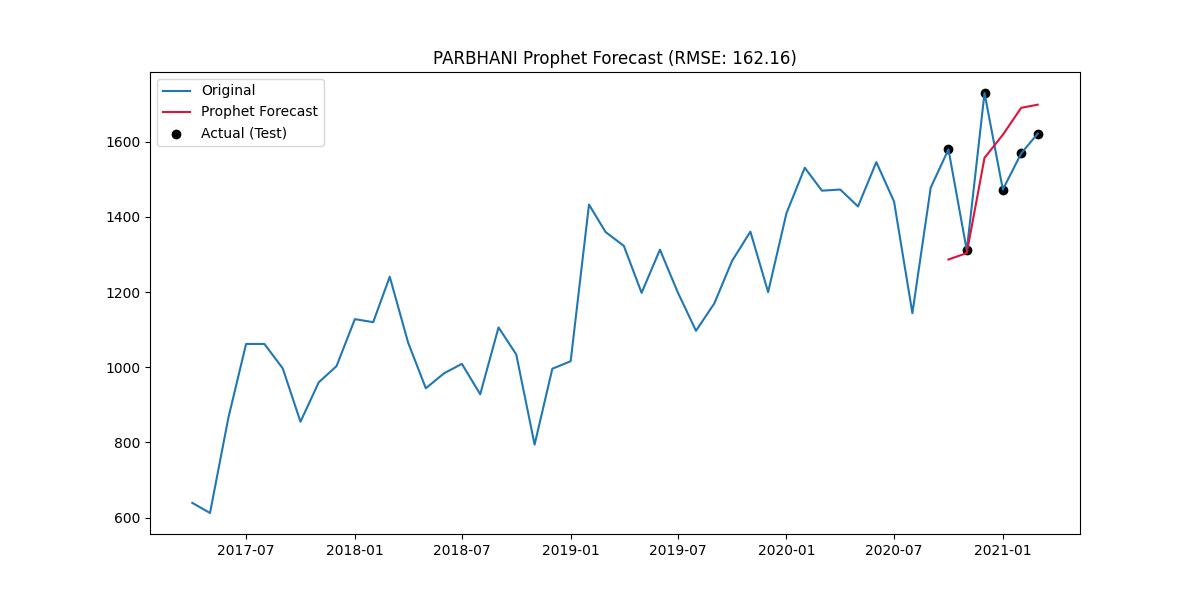 PARBHANI Prophet Forecast (RMSE: 162.16)
Original
Prophet Forecast
Actual (Test)
1600
1400
1200
1000
800
600
2017-07 2018-01 2018-07 2019-01 2019-07 2020-01 2020-07 2021-01